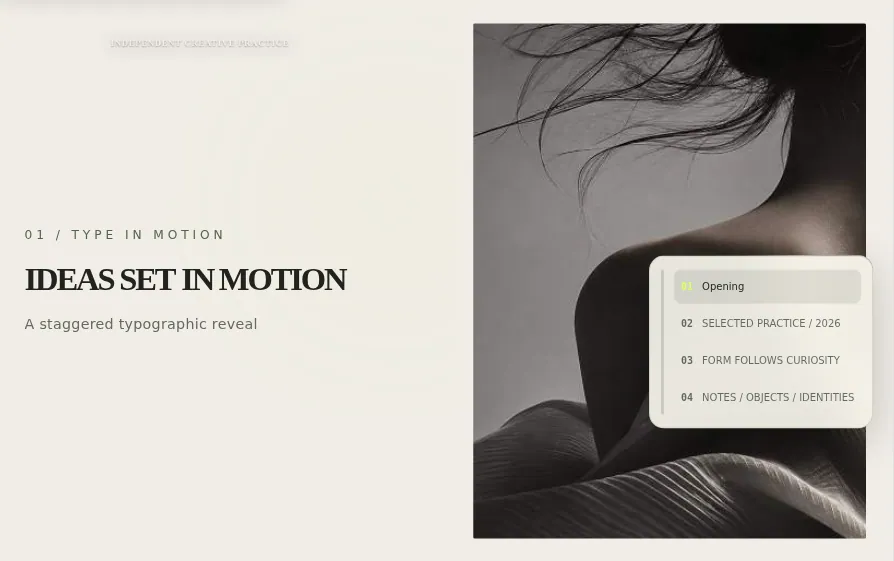 INDEPENDENT CREATIVE PRACTICE
01 / TYPE IN MOTION
IDEAS SET IN MOTION
A staggered typographic reveal
01 Opening
02 SELECTED PRACTICE / 2026
03 FORM FOLLOWS CURIOSITY
04 NOTES / OBJECTS / IDENTITIES